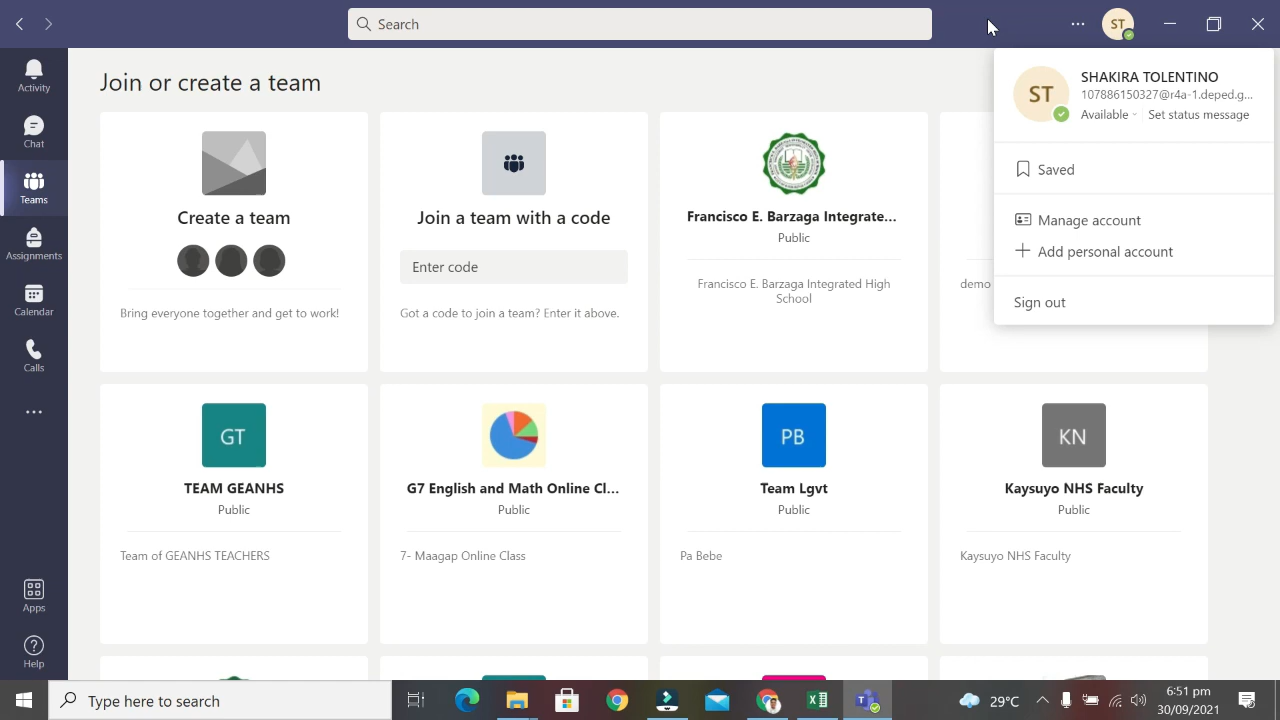 Search
ST
SHAKIRA TOLENTINO
ST
107886150327@r4a-1.deped.g...
Available
Set status message
Saved
Manage account
Add personal account
Sign out
Activity
Chat
Teams
Assignments
Calendar
Calls
Apps
Help
Join or create a team
Create a team
Bring everyone together and get to work!
Join a team with a code
Enter code
Got a code to join a team? Enter it above.
Francisco E. Barzaga Integrate...
Public
Francisco E. Barzaga Integrated High
School
demo
GT
TEAM GEANHS
Public
Team of GEANHS TEACHERS
G7 English and Math Online Cl...
Public
7- Maagap Online Class
PB
Team Lgvt
Public
Pa Bebe
KN
Kaysuyo NHS Faculty
Public
Kaysuyo NHS Faculty
Type here to search
29°C
6:51 pm
30/09/2021